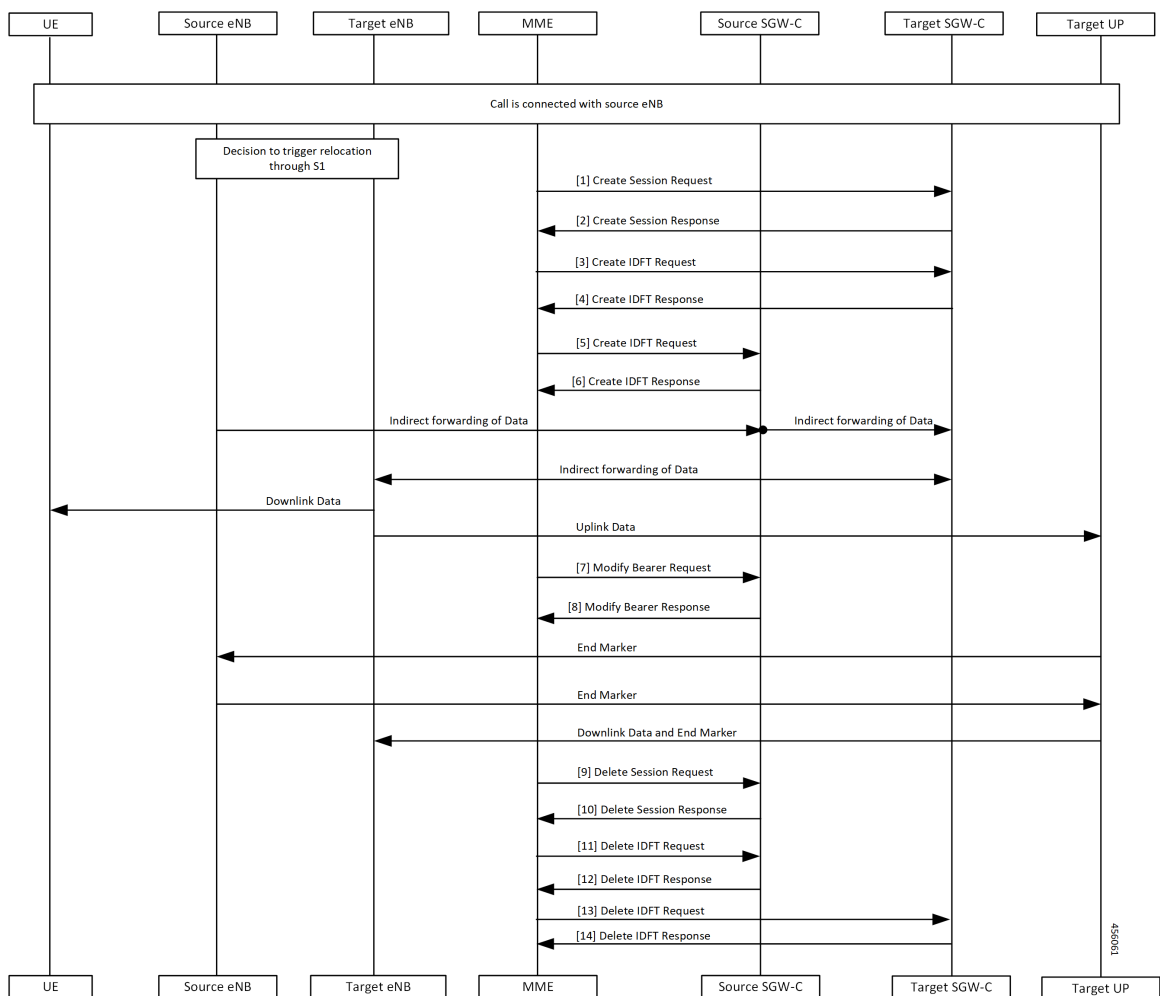 UE
Source eNB
Target eNB
MME
Source SGW-C
Target SGW-C
Target UP
Call is connected with source eNB
Decision to trigger relocation
through S1
[1] Create Session Request
[2] Create Session Response
[3] Create IDFT Request
[4] Create IDFT Response
[5] Create IDFT Request
[6] Create IDFT Response
Indirect forwarding of Data
Indirect forwarding of Data
Indirect forwarding of Data
Downlink Data
Uplink Data
[7] Modify Bearer Request
[8] Modify Bearer Response
End Marker
End Marker
Downlink Data and End Marker
[9] Delete Session Request
[10] Delete Session Response
[11] Delete IDFT Request
[12] Delete IDFT Response
[13] Delete IDFT Request
[14] Delete IDFT Response
456061
UE
Source eNB
Target eNB
MME
Source SGW-C
Target SGW-C
Target UP